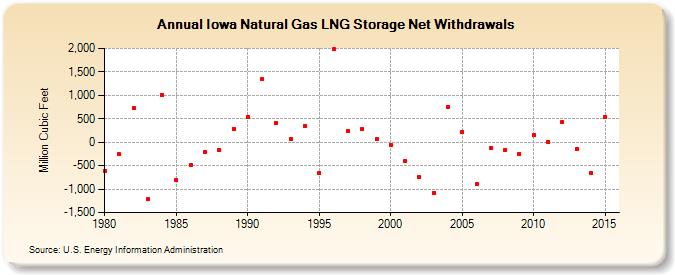 Annual Iowa Natural Gas LNG Storage Net Withdrawals
Million Cubic Feet
2,000
1,500
1,000
500
0
-500
-1,000
-1,500
1980 1985 1990 1995 2000 2005 2010 2015
Source: U.S. Energy Information Administration